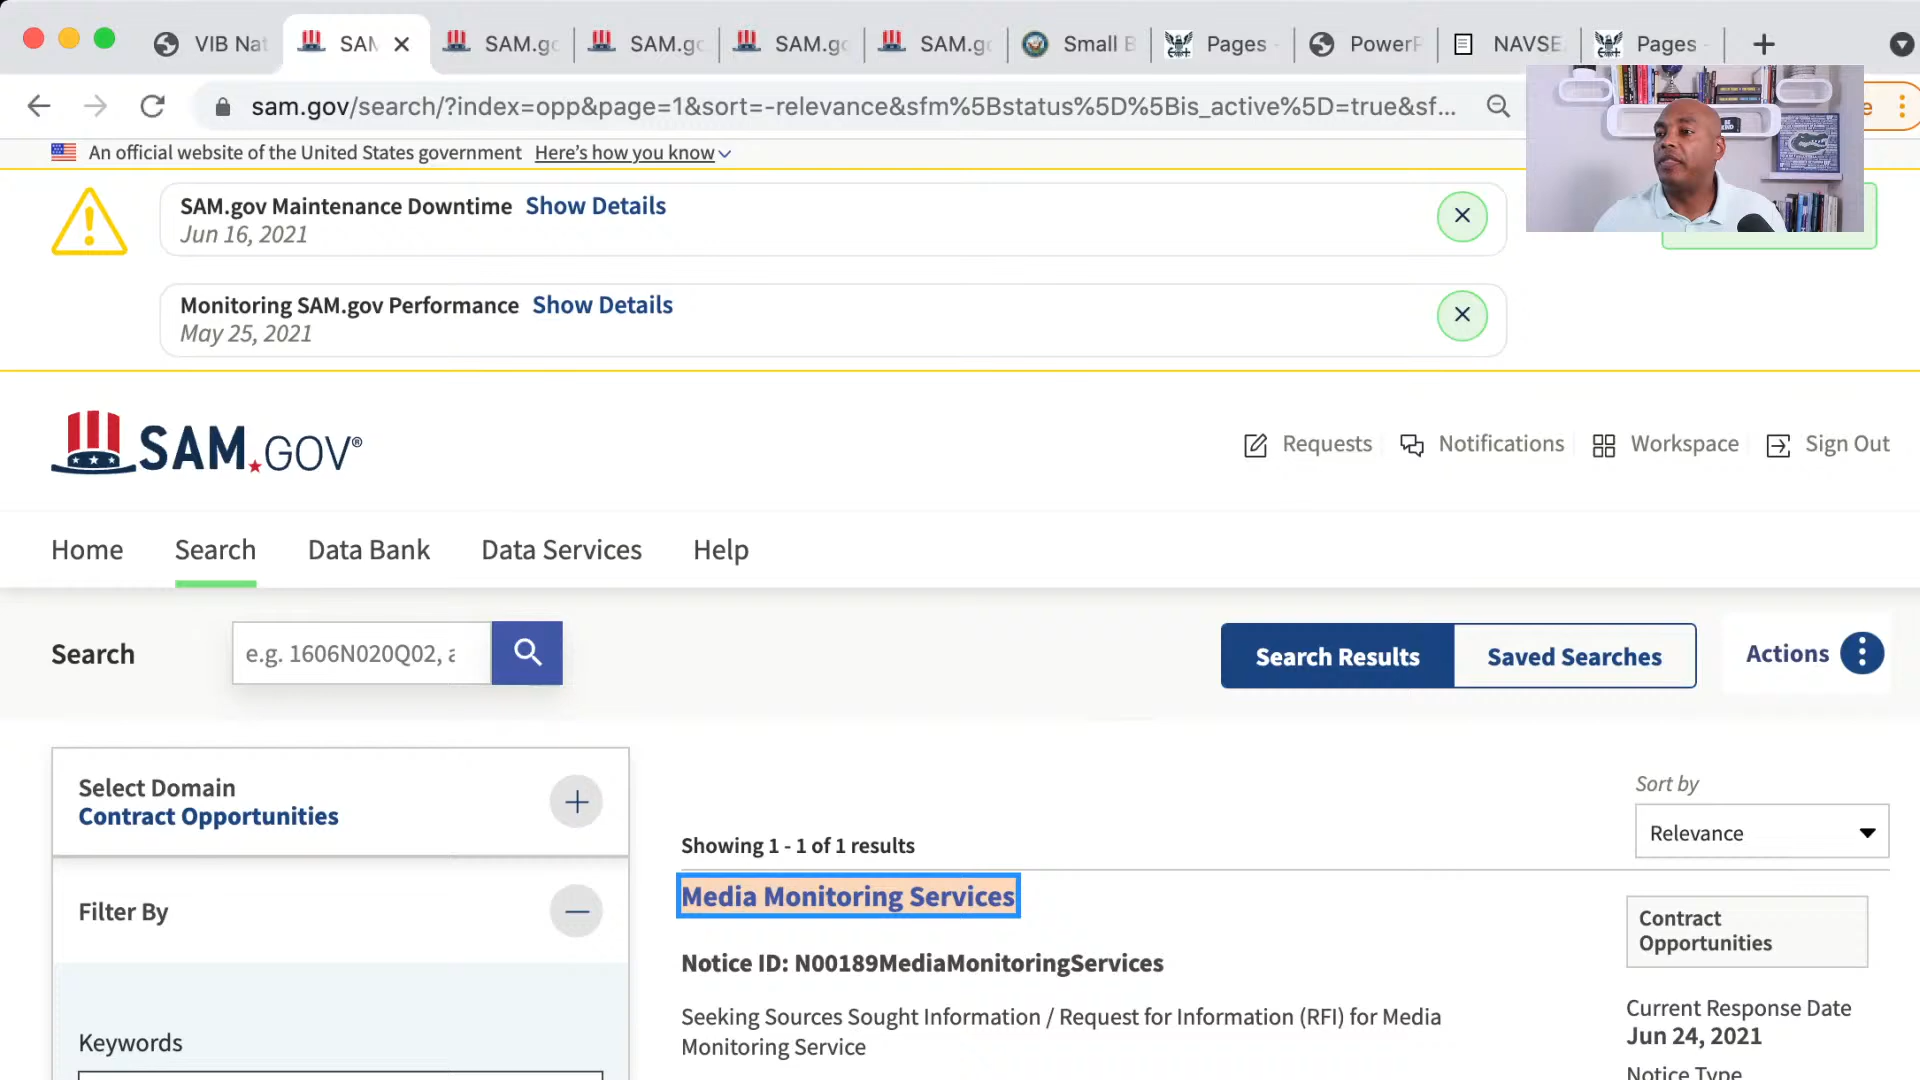 VIB Nat
SAM
SAM.go
SAM.go
SAM.go
SAM.go
Small B
Pages
PowerP
NAVSE
Pages
sam.gov/search/?index=opp&page=1&sort=-relevance&sfm%5Bstatus%5D%5Bis_active%5D=true&sf...
An official website of the United States government Here's how you know
SAM.gov Maintenance Downtime Show Details
Jun 16, 2021
Monitoring SAM.gov Performance Show Details
May 25, 2021
SAM.GOV®
Requests
Notifications
Workspace
Sign Out
Home
Search
Data Bank
Data Services
Help
Search
e.g. 1606N020Q02, a
Search Results
Saved Searches
Actions
Select Domain
Contract Opportunities
Filter By
Keywords
Showing 1 - 1 of 1 results
Sort by
Relevance
Media Monitoring Services
Notice ID: N00189MediaMonitoringServices
Seeking Sources Sought Information / Request for Information (RFI) for Media
Monitoring Service
Contract
Opportunities
Current Response Date
Jun 24, 2021
Notice Type